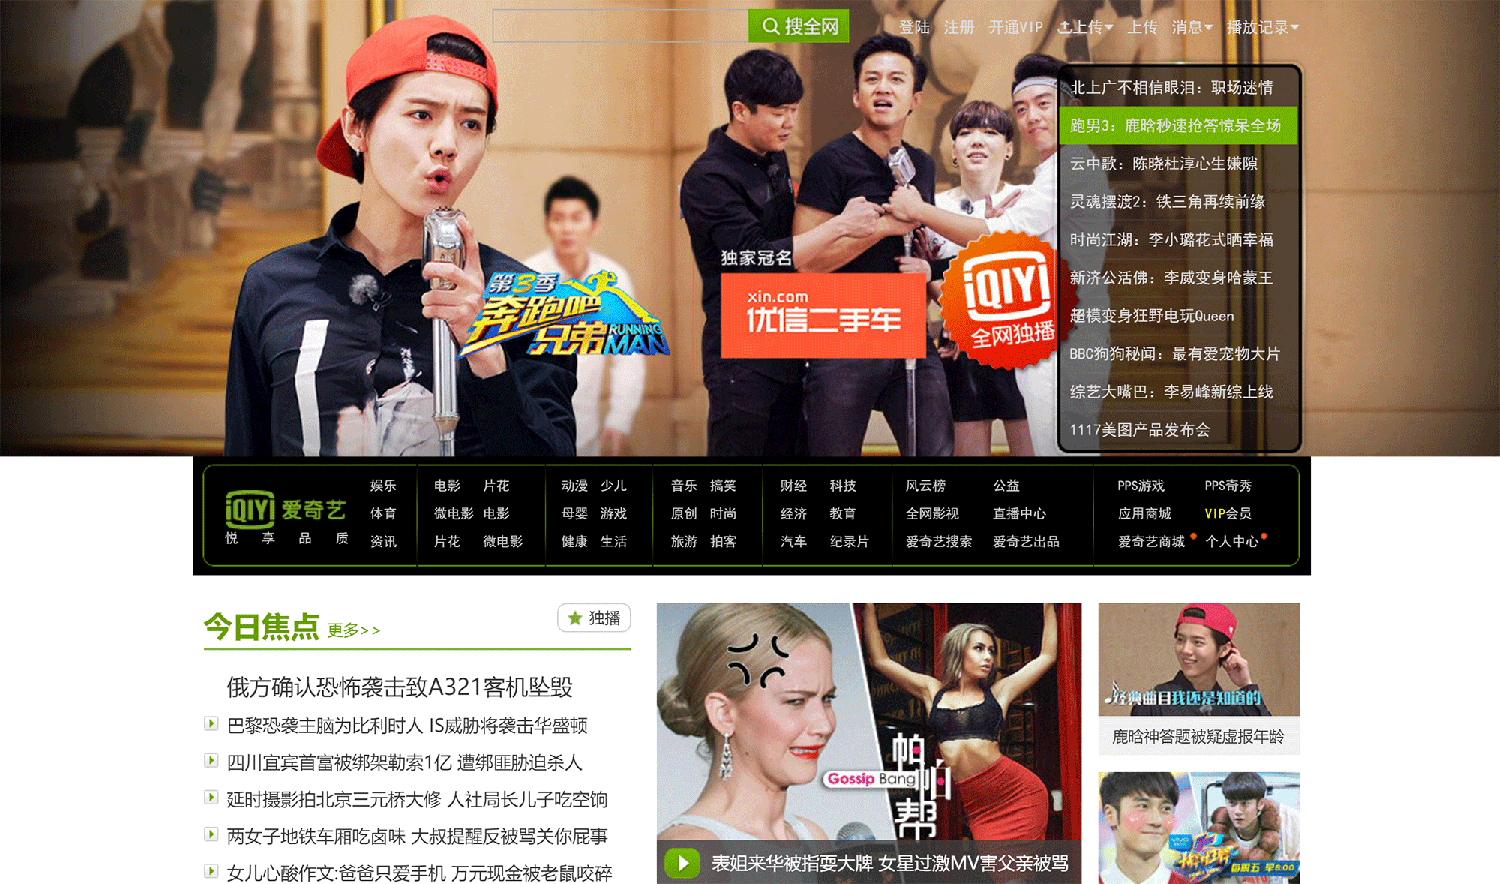 搜全网
登陆 注册 开通VIP 上传 上传 消息 播放记录
北上广不相信眼泪：职场迷情
跑男3：鹿晗秒速抢答惊呆全场
云中歌：陈晓杜淳心生嫌隙
灵魂摆渡2：铁三角再续前缘
时尚江湖：李小璐花式晒幸福
新济公活佛：李威变身哈蒙王
超模变身狂野电玩Queen
BBC狗狗秘闻：最有爱宠物大片
综艺大嘴巴：李易峰新综上线
1117美图产品发布会
第3季
奔跑吧
兄弟 RUNNING MAN
独家冠名
xin.com
优信二手车
iQIYI
全网独播
iQIYI 爱奇艺
悦享品质
娱乐 电影 片花 动漫 少儿 音乐 搞笑 财经 科技 风云榜 公益 PPS游戏 PPS奇秀
体育 微电影 电影 母婴 游戏 原创 时尚 经济 教育 全网影视 直播中心 应用商城 VIP会员
资讯 片花 微电影 健康 生活 旅游 拍客 汽车 纪录片 爱奇艺搜索 爱奇艺出品 爱奇艺商城 个人中心
今日焦点 更多>>
独播
俄方确认恐怖袭击致A321客机坠毁
巴黎恐袭主脑为比利时人 IS威胁将袭击华盛顿
四川宜宾首富被绑架勒索1亿 遭绑匪胁迫杀人
延时摄影拍北京三元桥大修 人社局长儿子吃空饷
两女子地铁车厢吃卤味 大叔提醒反被骂关你屁事
女儿心酸作文:爸爸只爱手机 万元现金被老鼠咬碎
帕帕帮
Gossip Bang
表姐来华被指耍大牌 女星过激MV害父亲被骂
经典曲目我还是知道的
鹿晗神答题被疑虚报年龄
每周五 早8:00